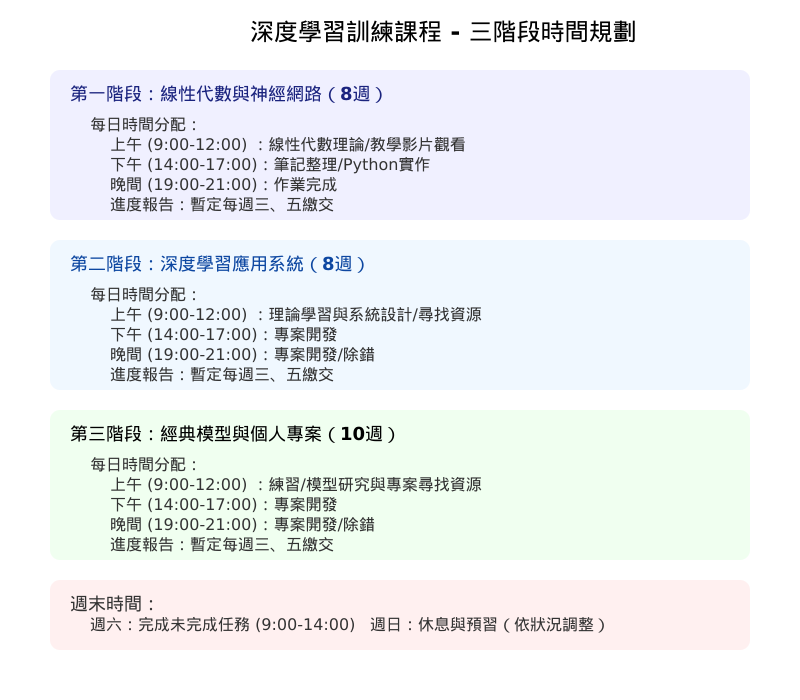 深度學習訓練課程 - 三階段時間規劃
第一階段：線性代數與神經網路（8週）
每日時間分配：
上午 (9:00-12:00) ：線性代數理論/教學影片觀看
下午 (14:00-17:00)：筆記整理/Python實作
晚間 (19:00-21:00)：作業完成
進度報告：暫定每週三、五繳交
第二階段：深度學習應用系統（8週）
每日時間分配：
上午 (9:00-12:00) ：理論學習與系統設計/尋找資源
下午 (14:00-17:00)：專案開發
晚間 (19:00-21:00)：專案開發/除錯
進度報告：暫定每週三、五繳交
第三階段：經典模型與個人專案（10週）
每日時間分配：
上午 (9:00-12:00) ：練習/模型研究與專案尋找資源
下午 (14:00-17:00)：專案開發
晚間 (19:00-21:00)：專案開發/除錯
進度報告：暫定每週三、五繳交
週末時間：
週六：完成未完成任務 (9:00-14:00)   週日：休息與預習（依狀況調整）